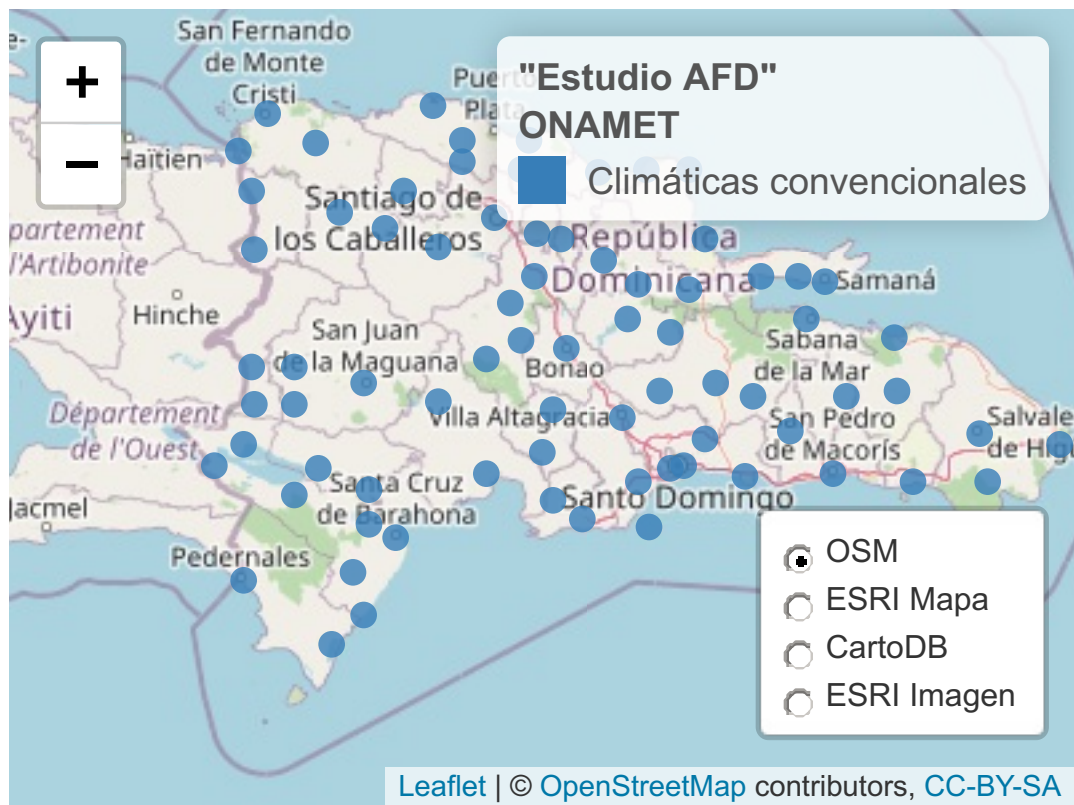 San Fernando
de Monte
Cristi
Puerto
Plata
"Estudio AFD"
ONAMET
Climáticas convencionales
+
−
Haïtien
Santiago de
los Caballeros
República
Dominicana
Samaná
partement
l'Artibonite
Ayiti
Hinche
San Juan
de la Maguana
Bonao
Sabana
de la Mar
Département
de l'Ouest
Villa Altagracia
San Pedro
de Macorís
Salvale
de Higu
Santa Cruz
de Barahona
Santo Domingo
Jacmel
Pedernales
OSM
ESRI Mapa
CartoDB
ESRI Imagen
Leaflet | © OpenStreetMap contributors, CC-BY-SA